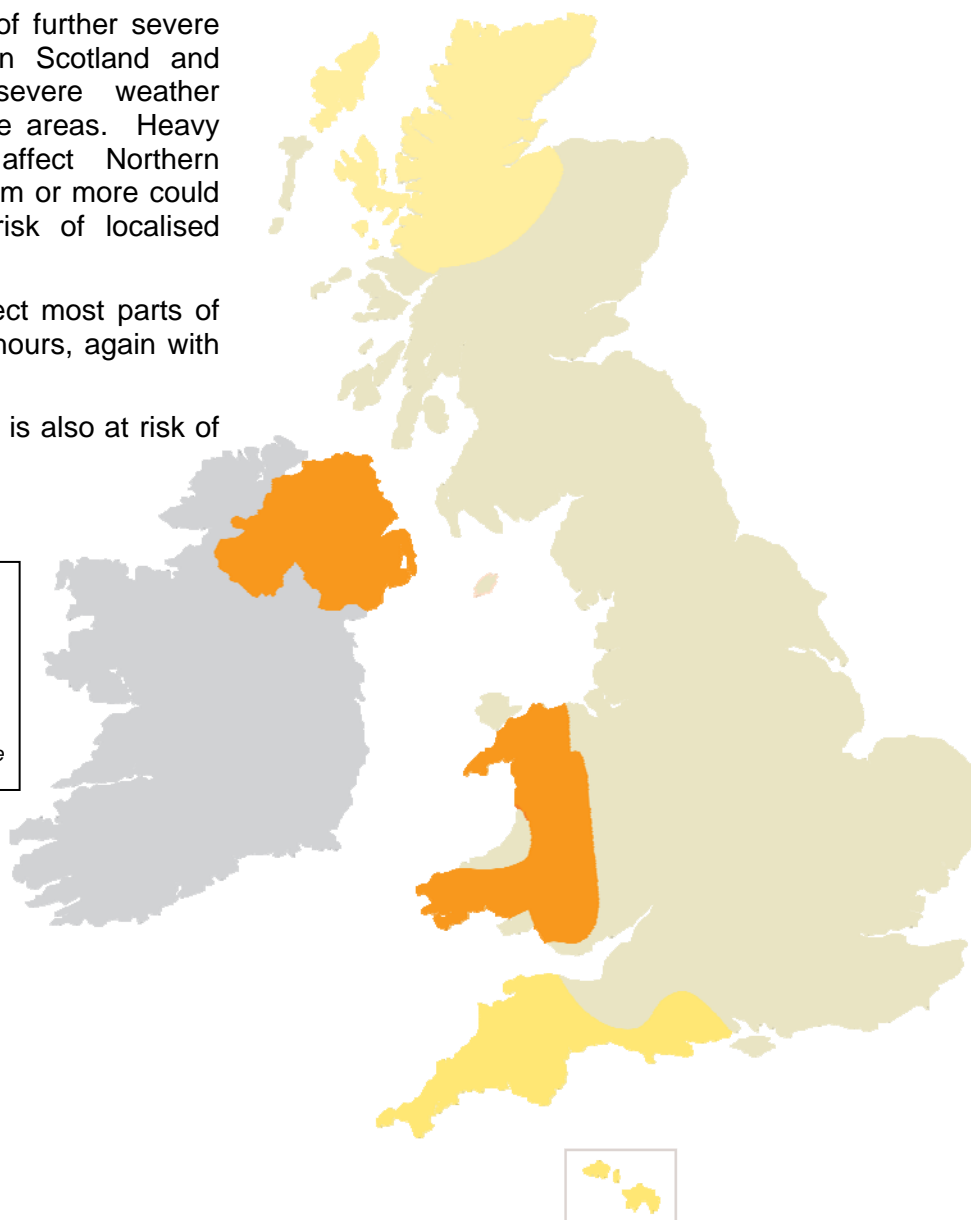 of further severe
n Scotland and
severe weather
e areas. Heavy
affect Northern
m or more could
risk of localised
ect most parts of
hours, again with
is also at risk of
e